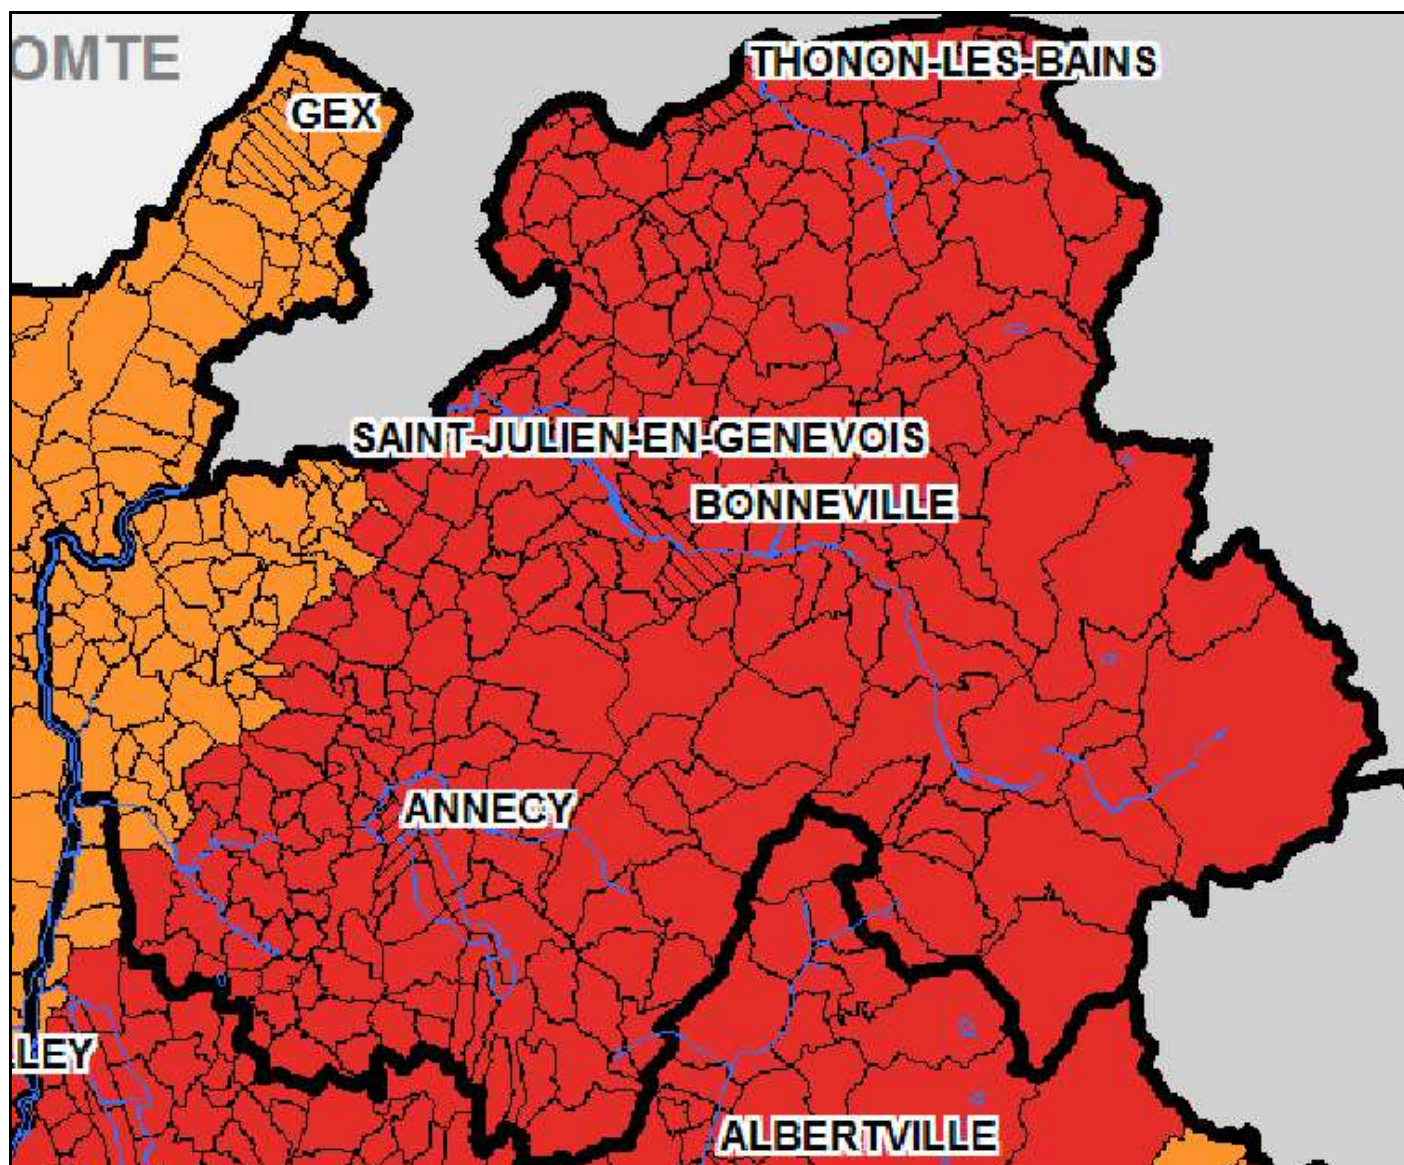 OMTE
THONON-LES-BAINS
GEX
SAINT-JULIEN-EN-GENEVOIS
BONNEVILLE
ANNECY
LEY
ALBERTVILLE